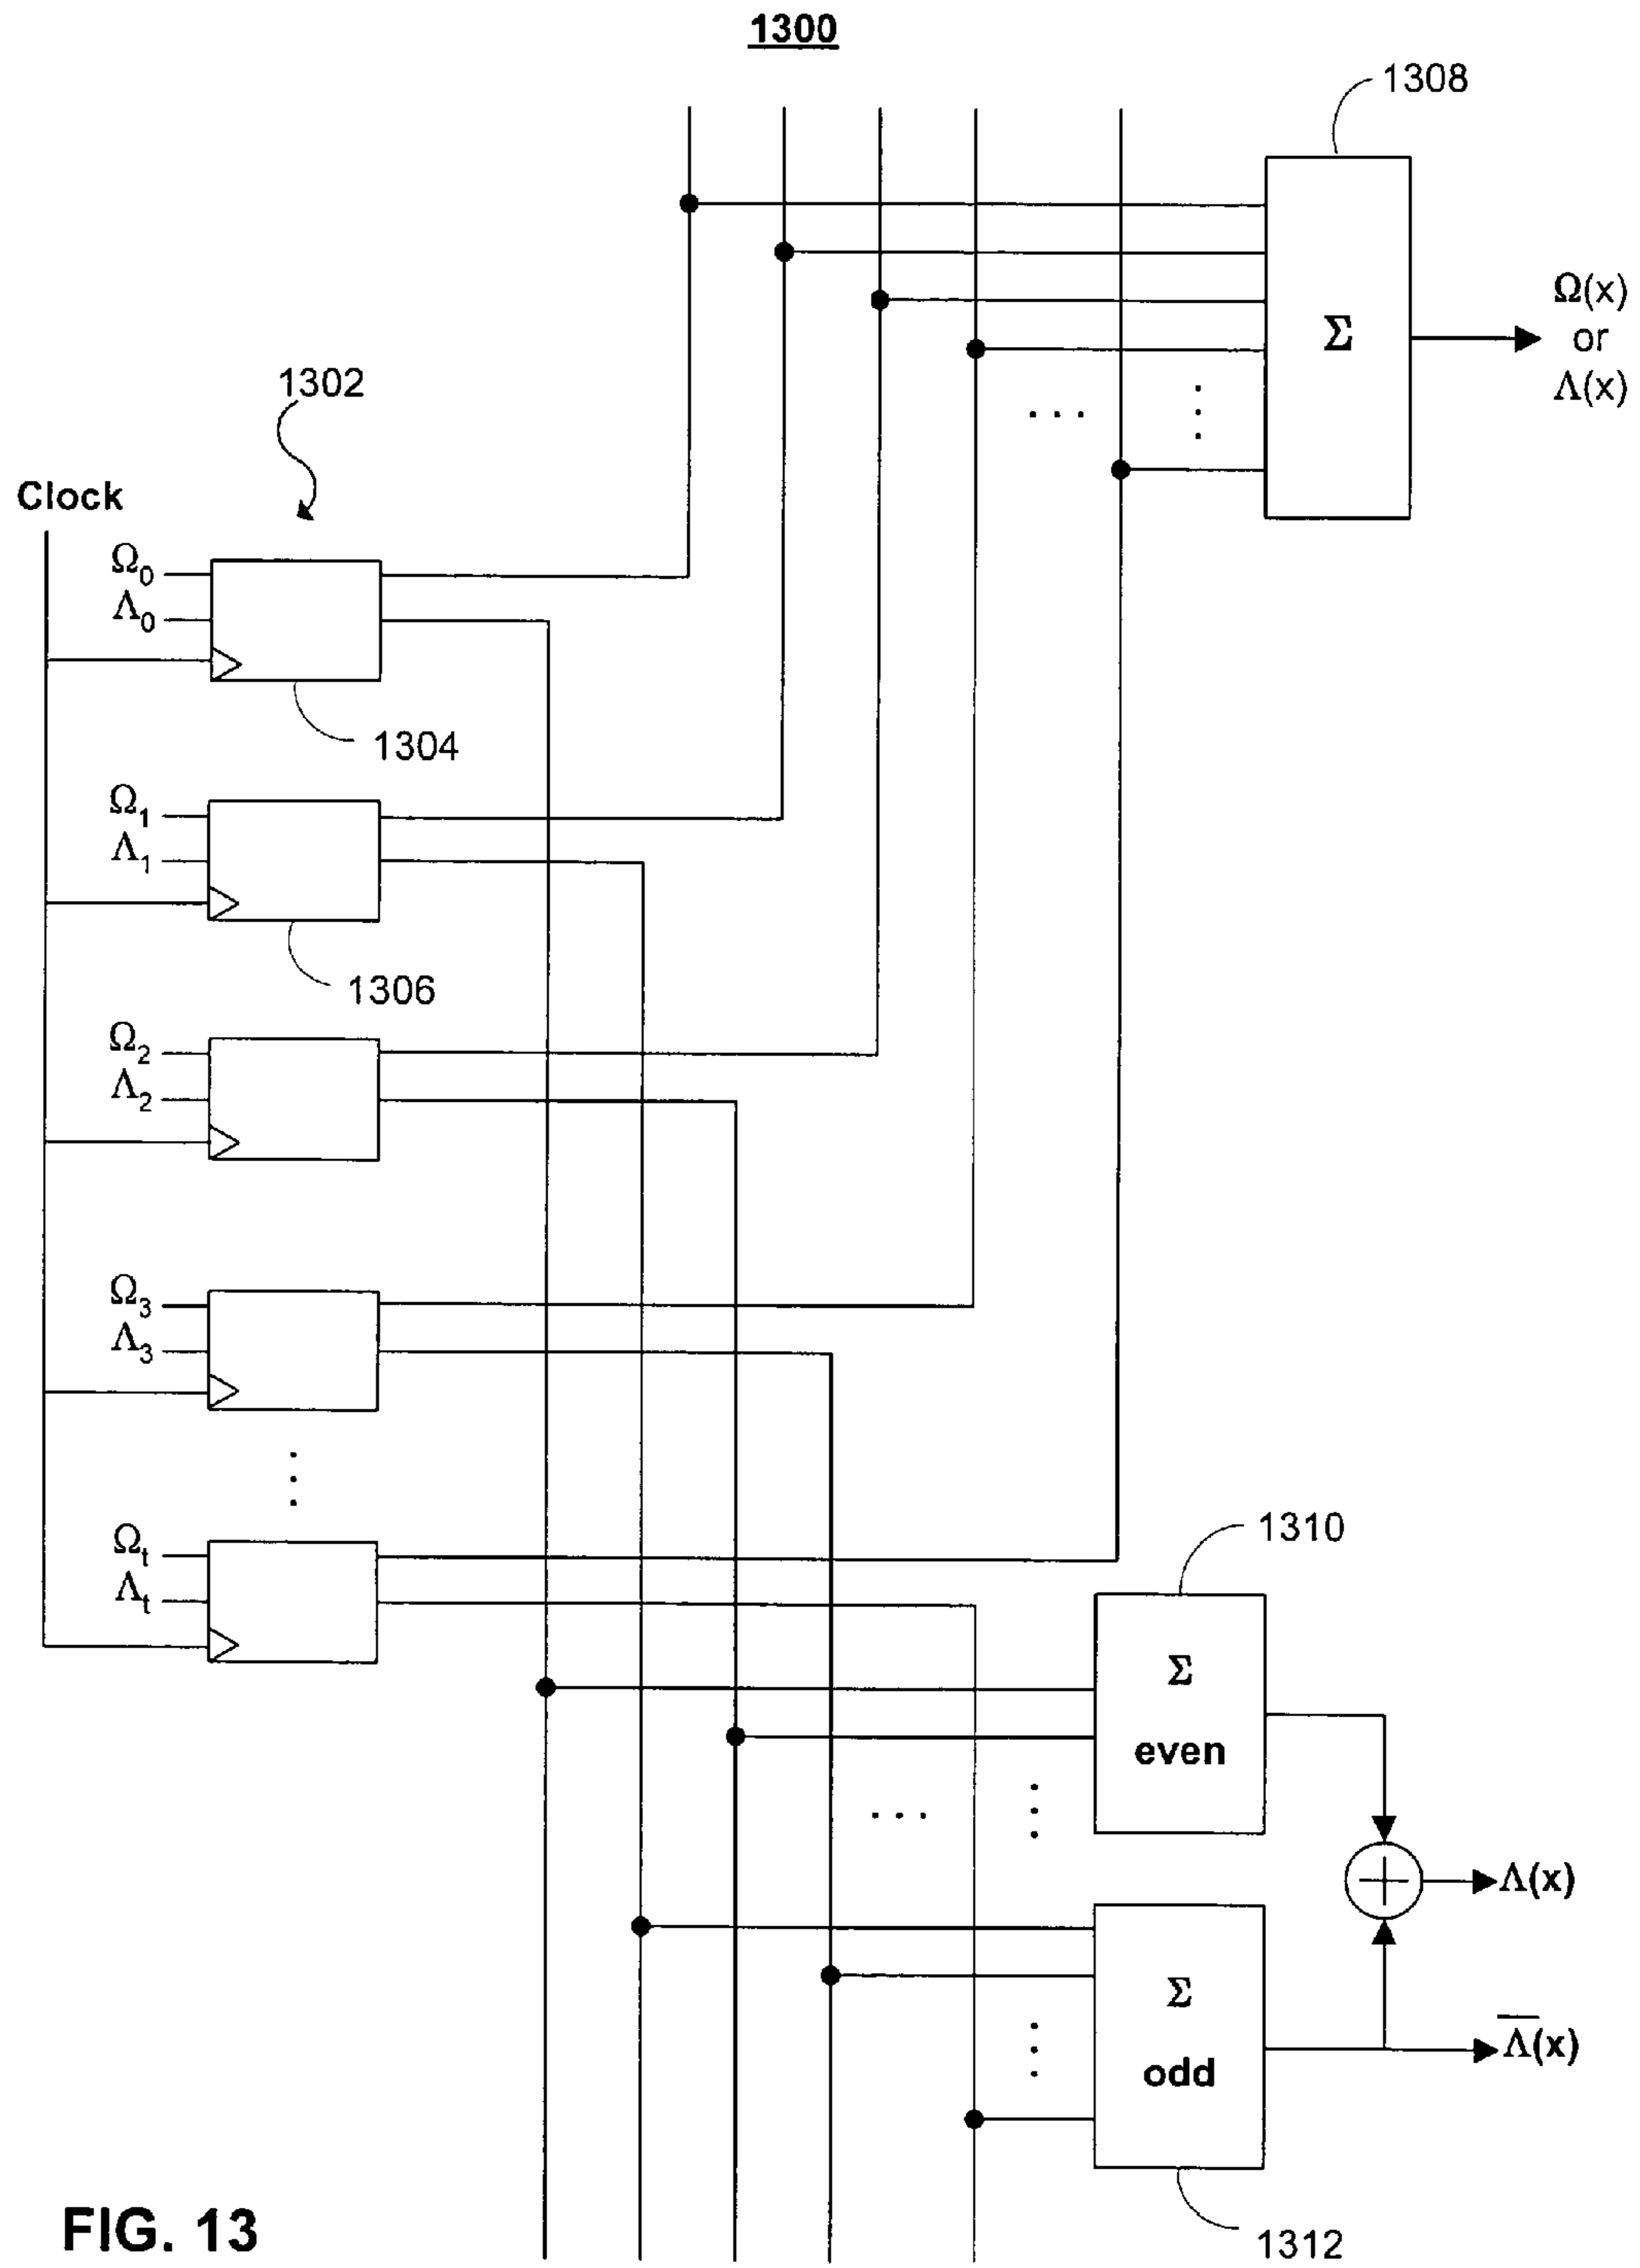 1300
1308
Ω(x)
or
Λ(x)
1302
Clock
Ω₀
Λ₀
1304
Ω₁
Λ₁
1306
Ω₂
Λ₂
Ω₃
Λ₃
. . .
Ωₜ
Λₜ
Σ
1310
Σ
even
. . .
Λ(x)
Σ
odd
Λ̅(x)
1312
FIG. 13